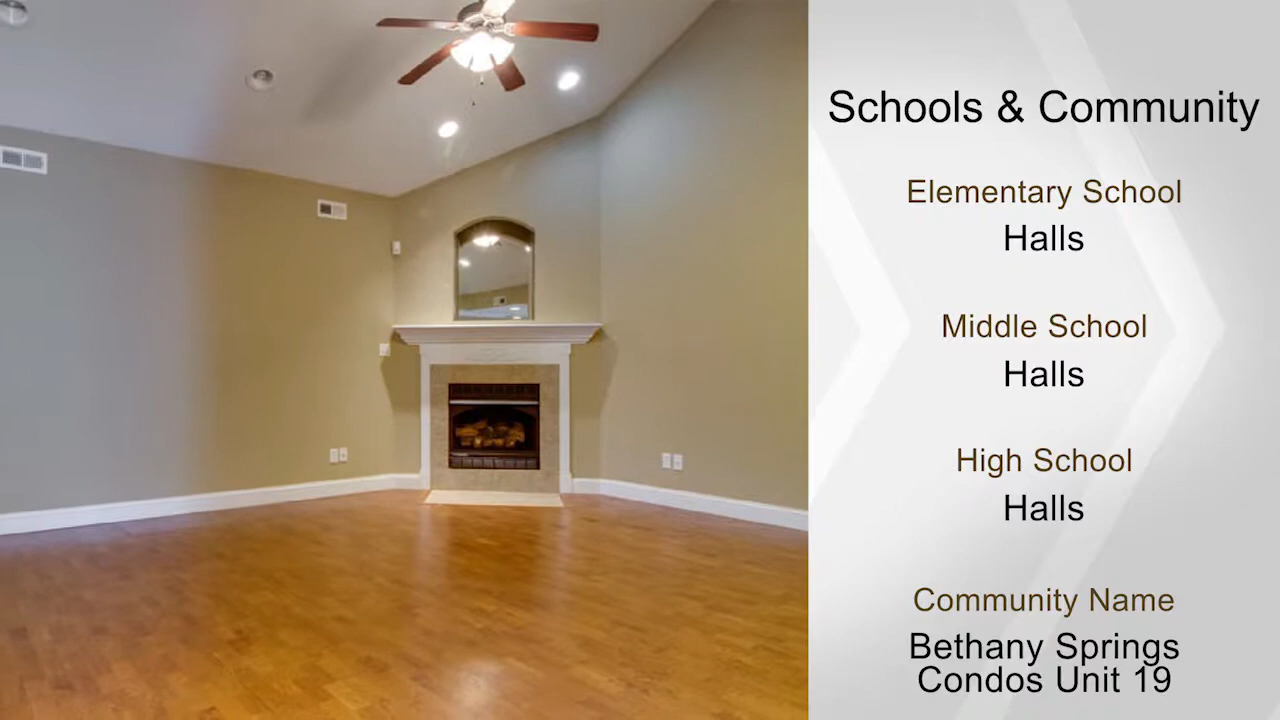 Schools & Community
Elementary School
Halls
Middle School
Halls
High School
Halls
Community Name
Bethany Springs
Condos Unit 19